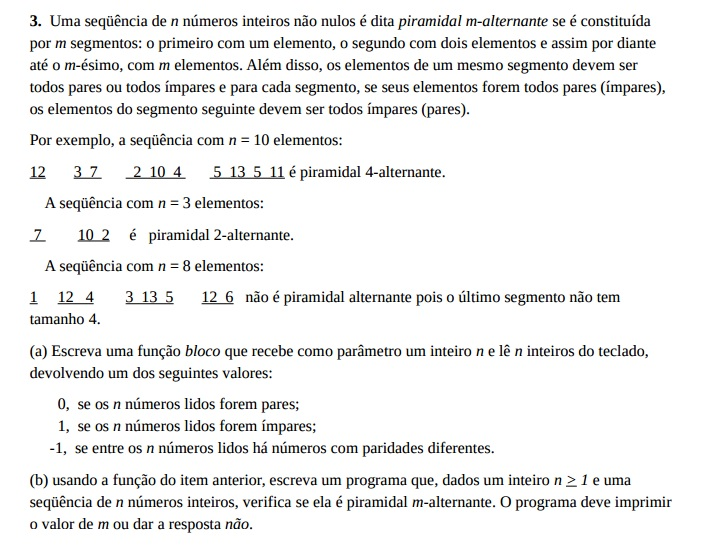 3. Uma seqüência de n números inteiros não nulos é dita piramidal m-alternante se é constituída
por m segmentos: o primeiro com um elemento, o segundo com dois elementos e assim por diante
até o m-ésimo, com m elementos. Além disso, os elementos de um mesmo segmento devem ser
todos pares ou todos ímpares e para cada segmento, se seus elementos forem todos pares (ímpares),
os elementos do segmento seguinte devem ser todos ímpares (pares).
Por exemplo, a seqüência com n = 10 elementos:
12 3 7 2 10 4 5 13 5 11 é piramidal 4-alternante.
A seqüência com n = 3 elementos:
7 10 2 é piramidal 2-alternante.
A seqüência com n = 8 elementos:
1 12 4 3 13 5 12 6 não é piramidal alternante pois o último segmento não tem
tamanho 4.
(a) Escreva uma função bloco que recebe como parâmetro um inteiro n e lê n inteiros do teclado,
devolvendo um dos seguintes valores:
0, se os n números lidos forem pares;
1, se os n números lidos forem ímpares;
-1, se entre os n números lidos há números com paridades diferentes.
(b) usando a função do item anterior, escreva um programa que, dados um inteiro n ≥ 1 e uma
seqüência de n números inteiros, verifica se ela é piramidal m-alternante. O programa deve imprimir
o valor de m ou dar a resposta não.